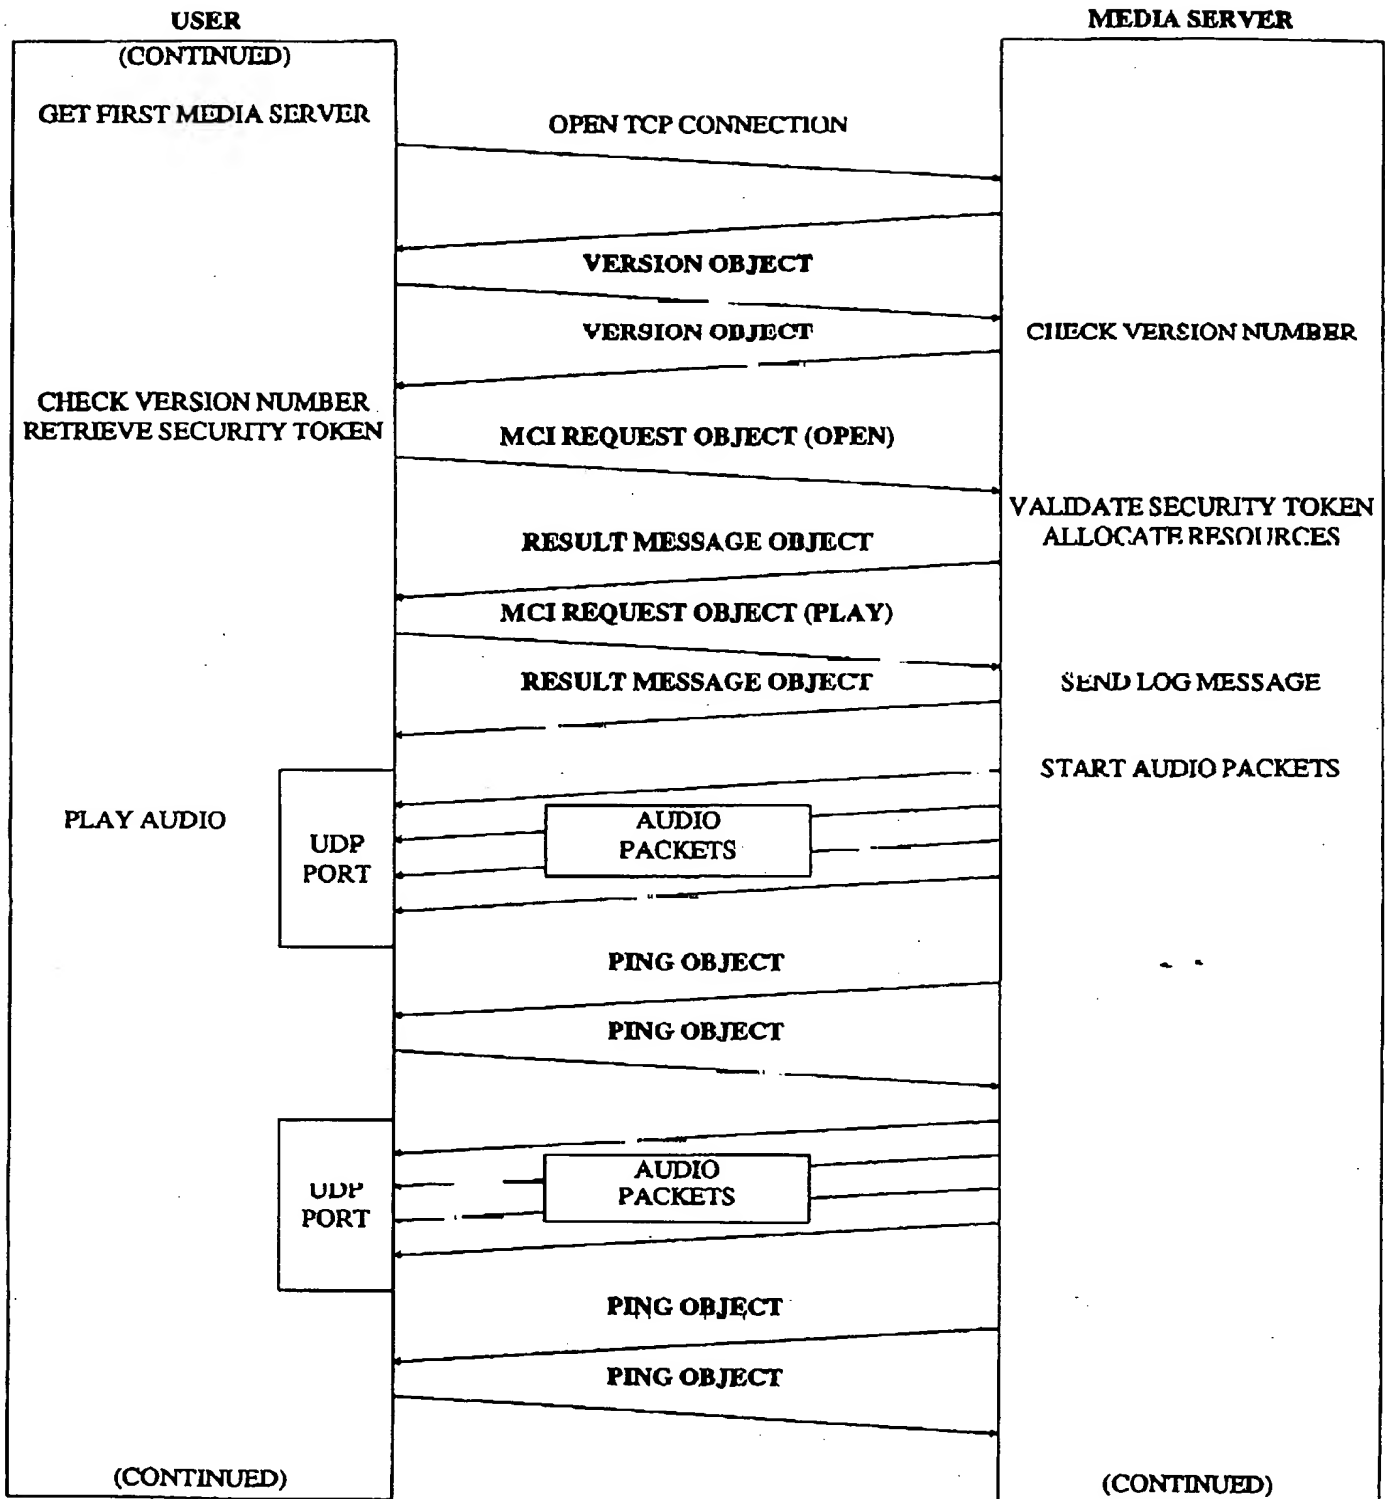 USER
MEDIA SERVER
(CONTINUED)
GET FIRST MEDIA SERVER
OPEN TCP CONNECTION
VERSION OBJECT
VERSION OBJECT
CHECK VERSION NUMBER
CHECK VERSION NUMBER
RETRIEVE SECURITY TOKEN
MCI REQUEST OBJECT (OPEN)
VALIDATE SECURITY TOKEN
ALLOCATE RESOURCES
RESULT MESSAGE OBJECT
MCI REQUEST OBJECT (PLAY)
RESULT MESSAGE OBJECT
SEND LOG MESSAGE
START AUDIO PACKETS
PLAY AUDIO
UDP
PORT
AUDIO
PACKETS
PING OBJECT
PING OBJECT
UDP
PORT
AUDIO
PACKETS
PING OBJECT
PING OBJECT
(CONTINUED)
(CONTINUED)